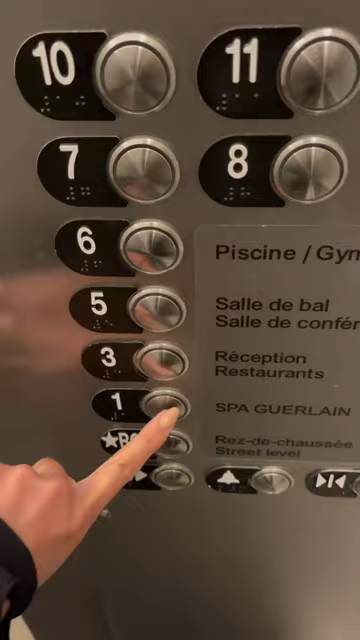 10 11
7 8
6 Piscine / Gym
5 Salle de bal
Salle de confér
3 Réception
Restaurants
1 SPA GUERLAIN
★R Rez-de-chaussée
Street level